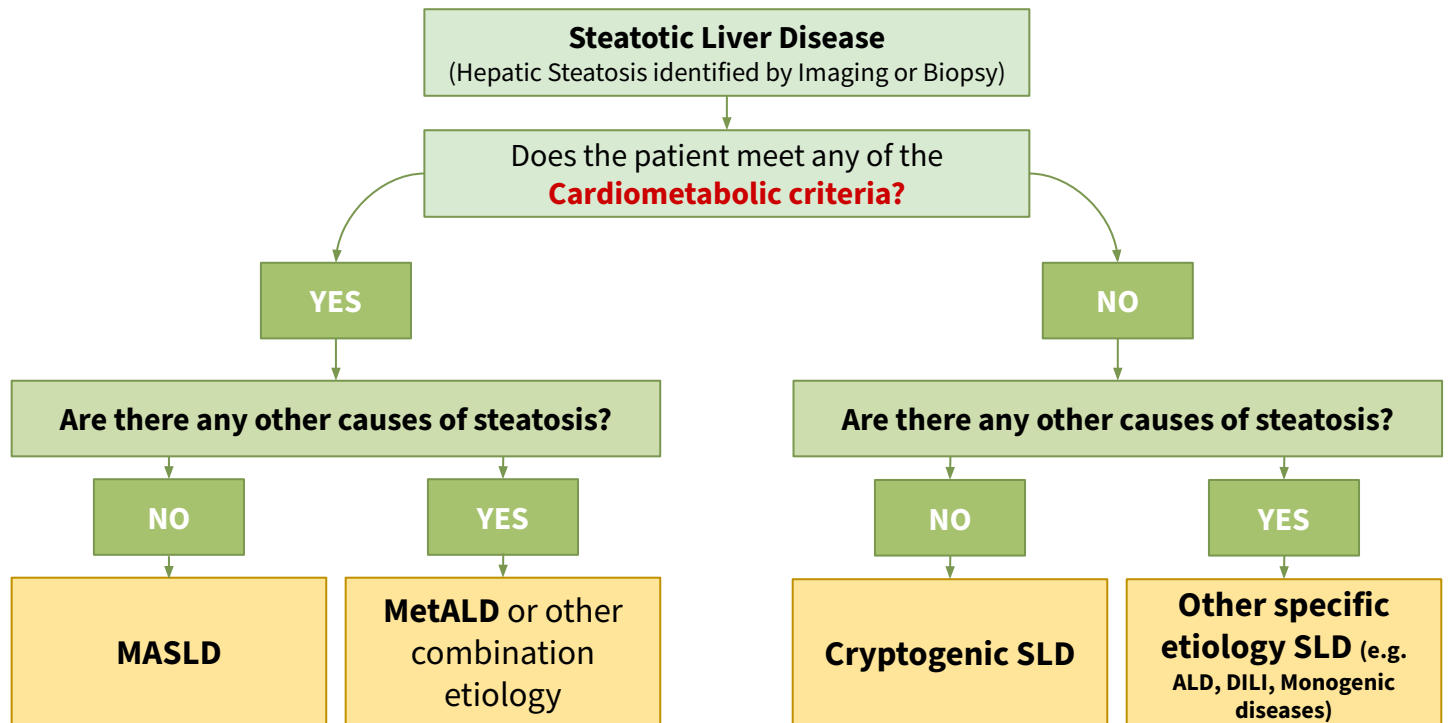 Steatotic Liver Disease
(Hepatic Steatosis identified by Imaging or Biopsy)
Does the patient meet any of the
Cardiometabolic criteria?
YES
NO
Are there any other causes of steatosis?
Are there any other causes of steatosis?
NO
YES
NO
YES
MASLD
MetALD or other
combination
etiology
Cryptogenic SLD
Other specific
etiology SLD (e.g.
ALD, DILI, Monogenic
diseases)